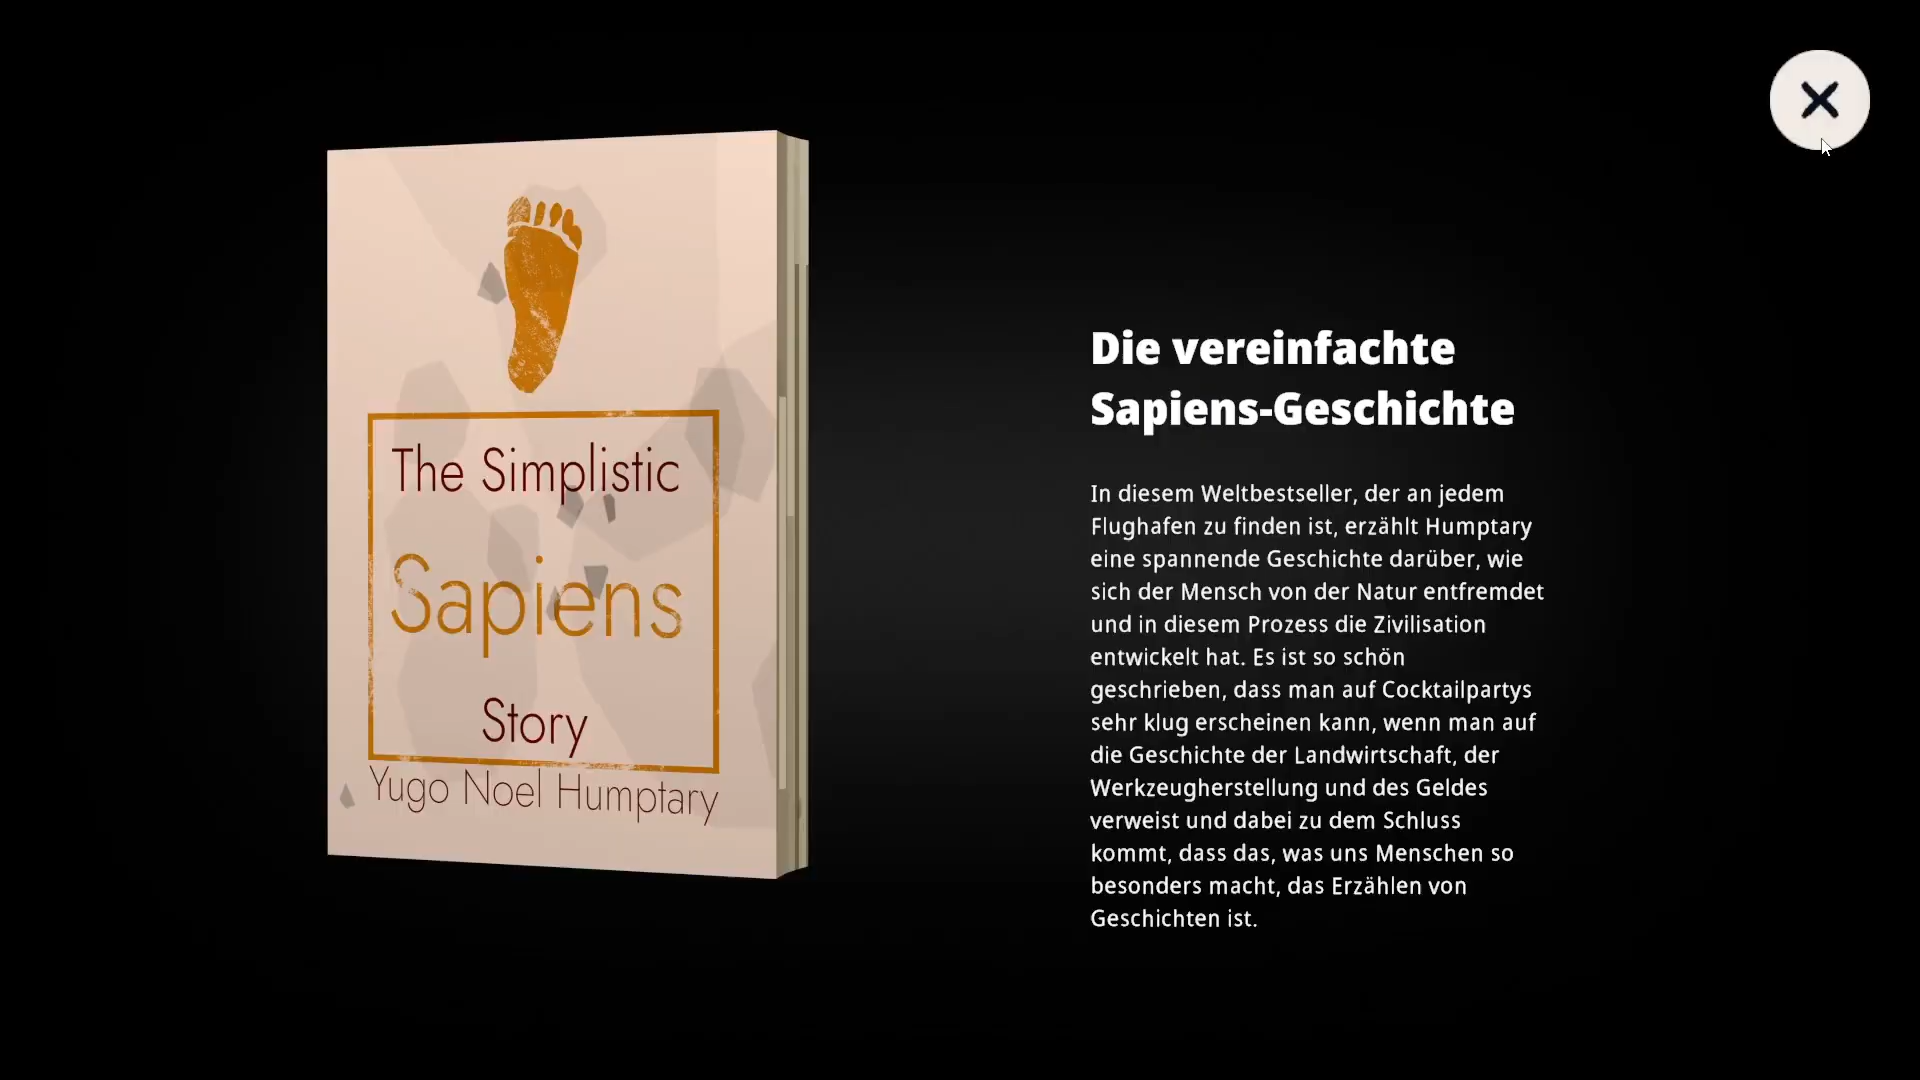 The Simplistic
Sapiens
Story
Yugo Noel Humptary
Die vereinfachte
Sapiens-Geschichte
In diesem Weltbestseller, der an jedem
Flughafen zu finden ist, erzählt Humptary
eine spannende Geschichte darüber, wie
sich der Mensch von der Natur entfremdet
und in diesem Prozess die Zivilisation
entwickelt hat. Es ist so schön
geschrieben, dass man auf Cocktailpartys
sehr klug erscheinen kann, wenn man auf
die Geschichte der Landwirtschaft, der
Werkzeugherstellung und des Geldes
verweist und dabei zu dem Schluss
kommt, dass das, was uns Menschen so
besonders macht, das Erzählen von
Geschichten ist.